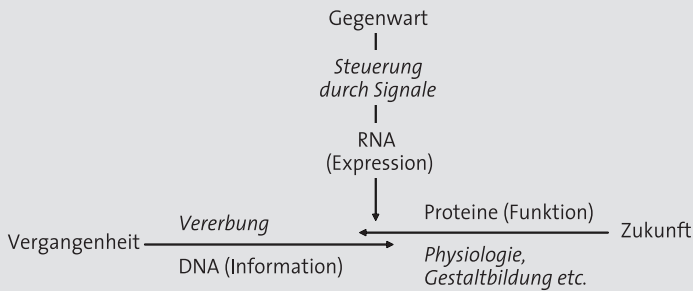 Gegenwart
Steuerung
durch Signale
RNA
(Expression)
Vergangenheit
Vererbung
DNA (Information)
Proteine (Funktion)
Physiologie,
Gestaltbildung etc.
Zukunft